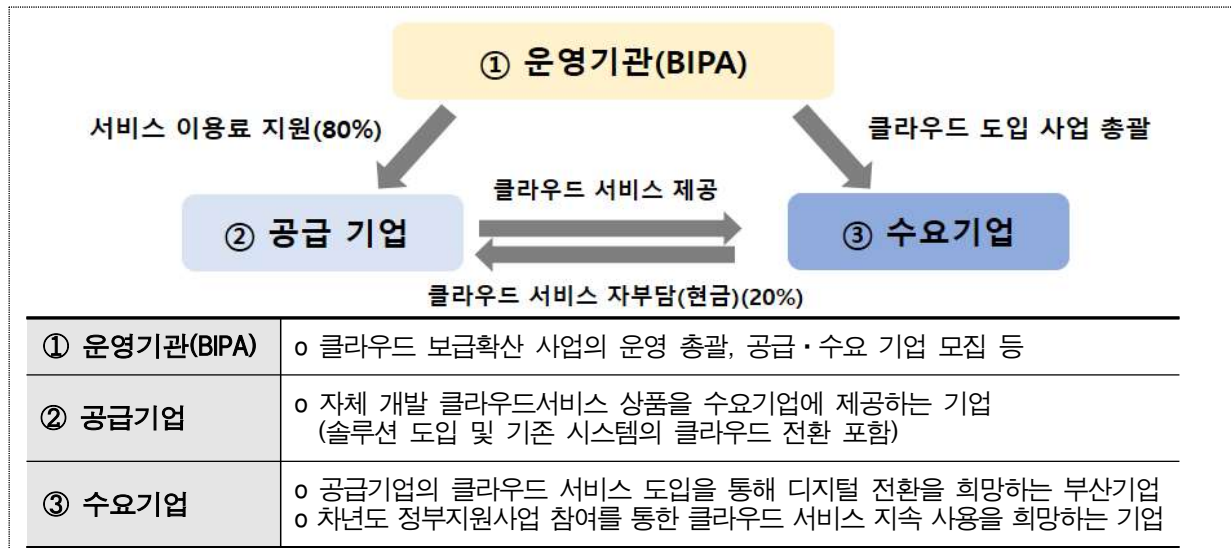 ① 운영기관(BIPA)
서비스 이용료 지원(80%)
클라우드 도입 사업 총괄
클라우드 서비스 제공
② 공급 기업
③ 수요기업
클라우드 서비스 자부담(현금)(20%)
① 운영기관(BIPA)
o 클라우드 보급확산 사업의 운영 총괄, 공급・수요 기업 모집 등
② 공급기업
o 자체 개발 클라우드서비스 상품을 수요기업에 제공하는 기업
(솔루션 도입 및 기존 시스템의 클라우드 전환 포함)
③ 수요기업
o 공급기업의 클라우드 서비스 도입을 통해 디지털 전환을 희망하는 부산기업
o 차년도 정부지원사업 참여를 통한 클라우드 서비스 지속 사용을 희망하는 기업